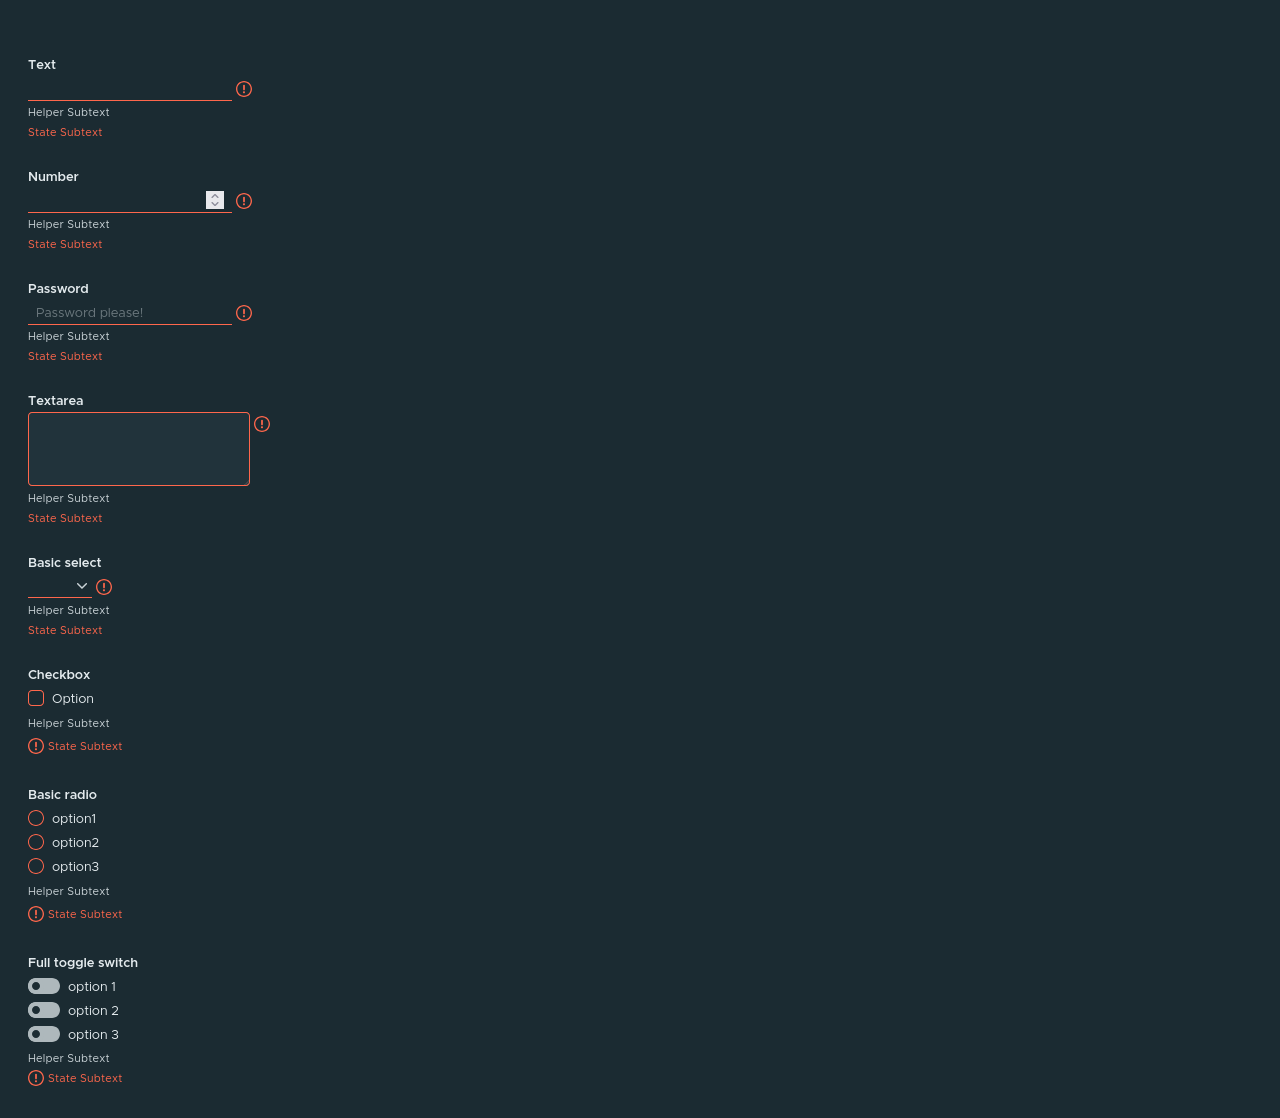 Text
Helper Subtext
State Subtext
Number
Helper Subtext
State Subtext
Password
Password please!
Helper Subtext
State Subtext
Textarea
Helper Subtext
State Subtext
Basic select
Helper Subtext
State Subtext
Checkbox
Option
Helper Subtext
State Subtext
Basic radio
option1
option2
option3
Helper Subtext
State Subtext
Full toggle switch
option 1
option 2
option 3
Helper Subtext
State Subtext